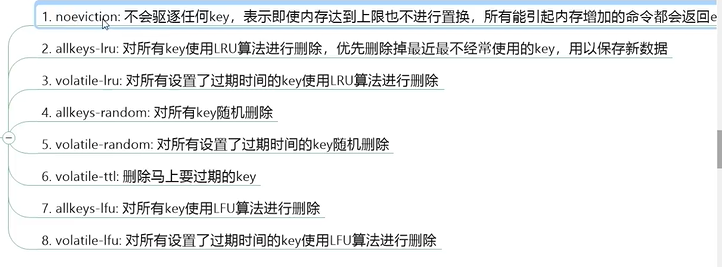 1. noeviction: 不会驱逐任何key，表示即使内存达到上限也不进行置换，所有能引起内存增加的命令都会返回e
2. allkeys-lru: 对所有key使用LRU算法进行删除，优先删除掉最近最不经常使用的key，用以保存新数据
3. volatile-lru: 对所有设置了过期时间的key使用LRU算法进行删除
4. allkeys-random: 对所有key随机删除
5. volatile-random: 对所有设置了过期时间的key随机删除
6. volatile-ttl: 删除马上要过期的key
7. allkeys-lfu: 对所有key使用LFU算法进行删除
8. volatile-lfu: 对所有设置了过期时间的key使用LFU算法进行删除